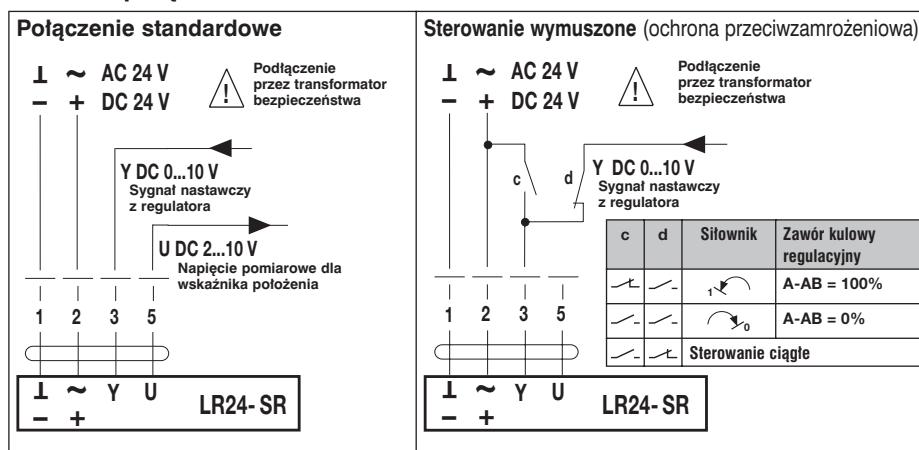 Połączenie standardowe
⊥ ~ AC 24 V
− + DC 24 V
Podłączenie
przez transformator
bezpieczeństwa
!
Y DC 0...10 V
Sygnał nastawczy
z regulatora
U DC 2...10 V
Napięcie pomiarowe dla
wskaźnika położenia
1 2 3 5
⊥ ~ Y U
− +
LR24- SR
Sterowanie wymuszone (ochrona przeciwzamrożeniowa)
⊥ ~ AC 24 V
− + DC 24 V
Podłączenie
przez transformator
bezpieczeństwa
!
c d
Y DC 0...10 V
Sygnał nastawczy
z regulatora
c d Siłownik Zawór kulowy
regulacyjny
1 A-AB = 100%
0 A-AB = 0%
Sterowanie ciągłe
1 2 3 5
⊥ ~ Y U
− +
LR24- SR